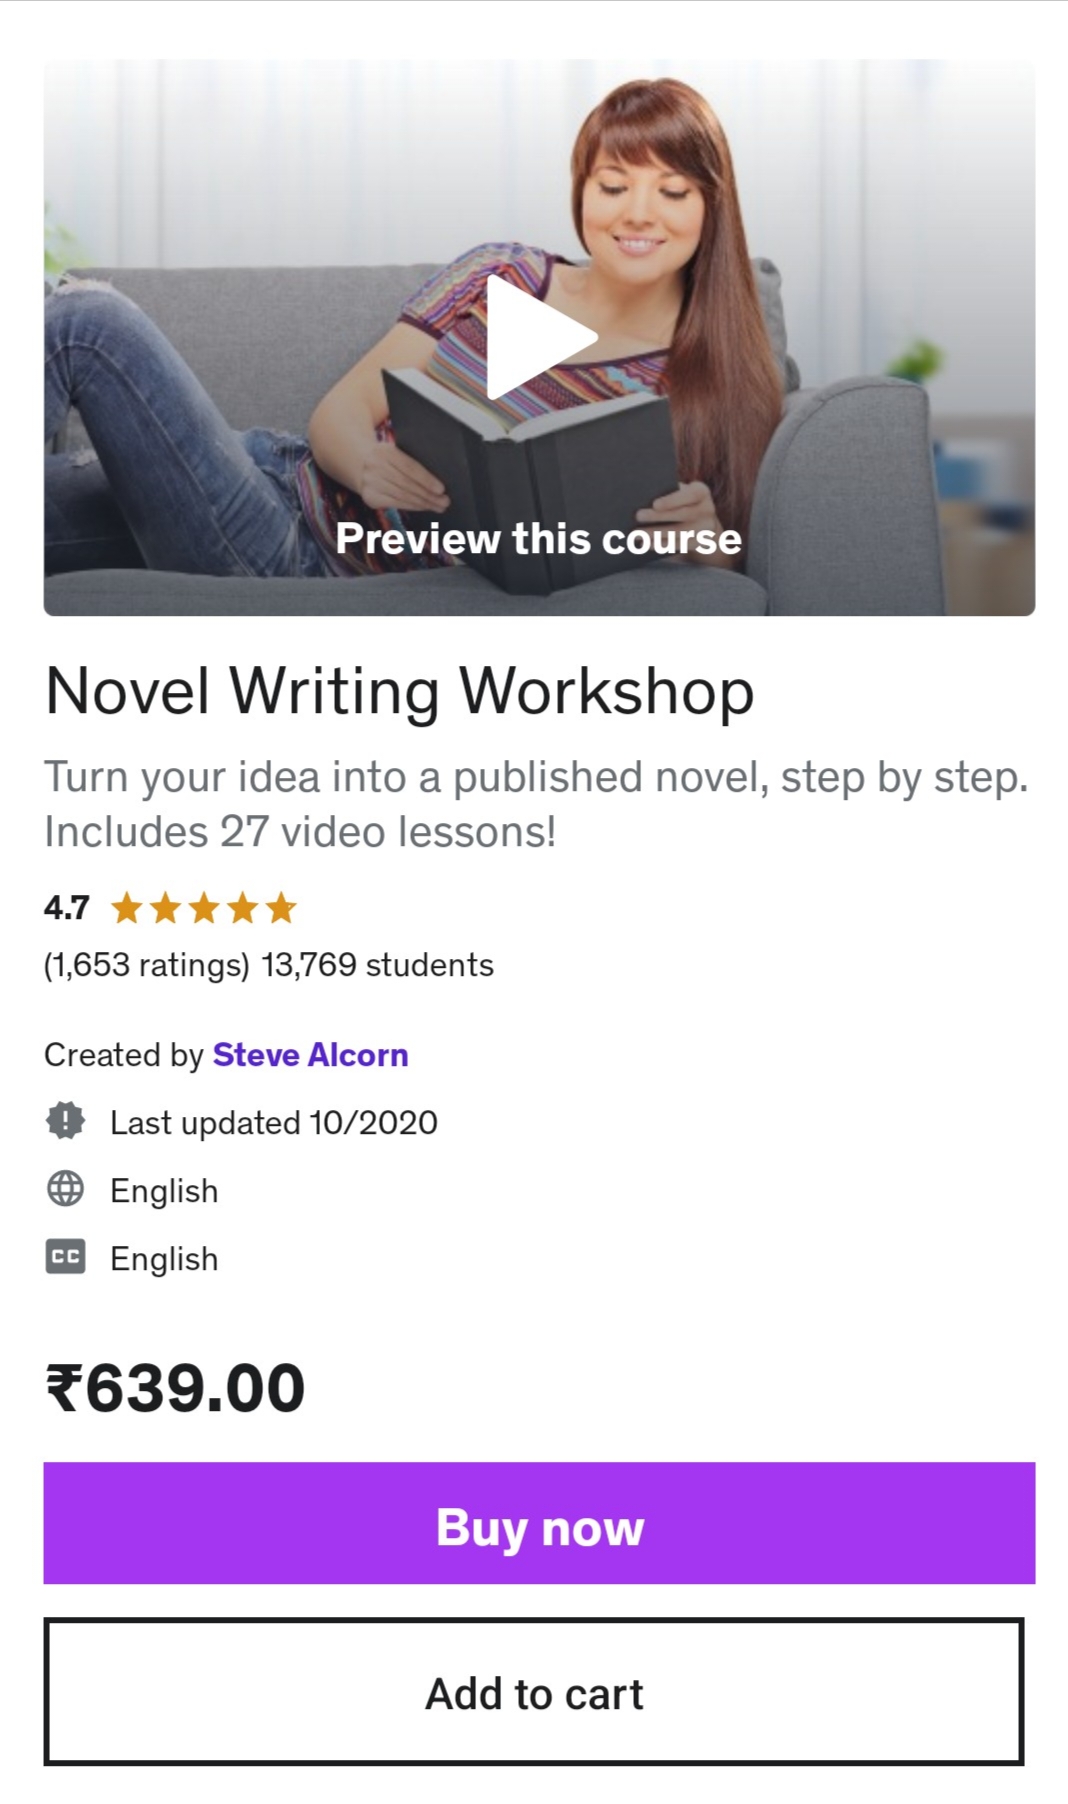 Preview this course
Novel Writing Workshop
Turn your idea into a published novel, step by step.
Includes 27 video lessons!
4.7
(1,653 ratings) 13,769 students
Created by Steve Alcorn
Last updated 10/2020
English
CC English
₹639.00
Buy now
Add to cart